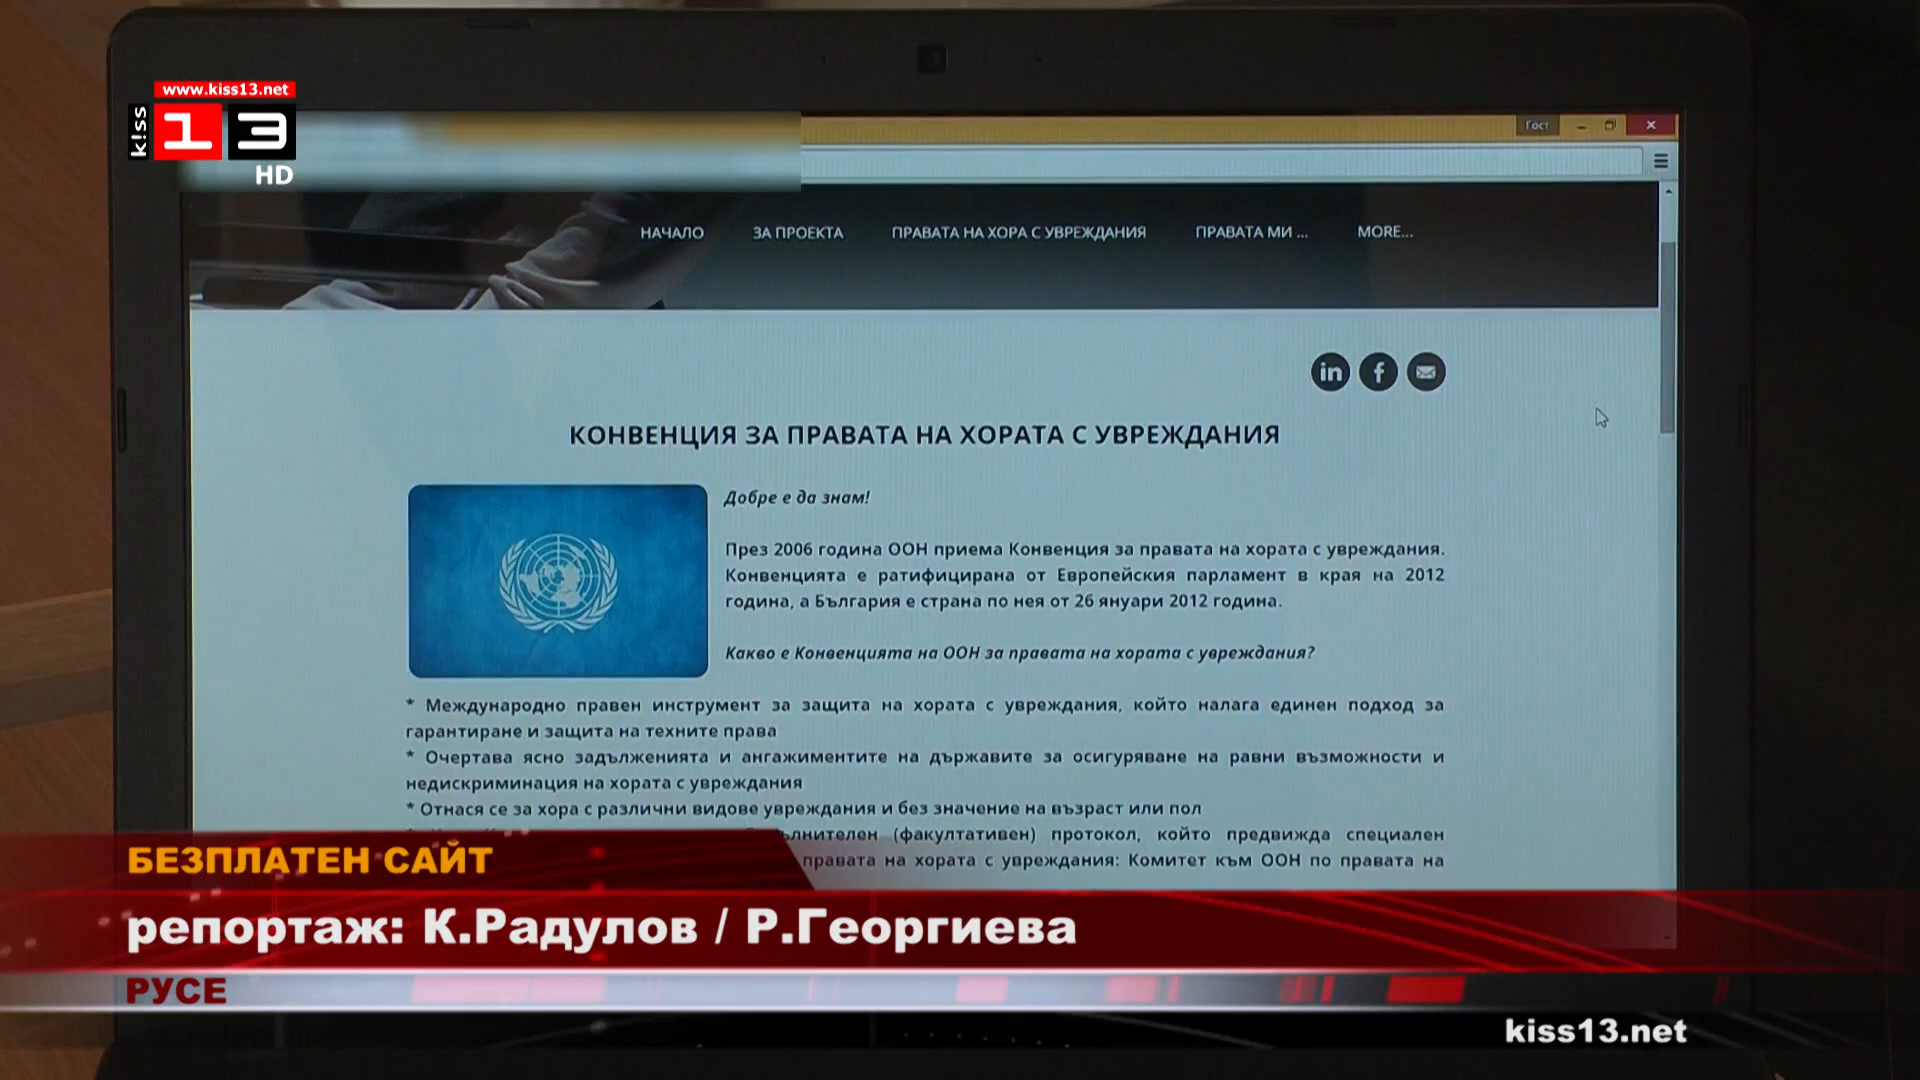 www.kiss13.net
kiss 13
HD
Гост
НАЧАЛО ЗА ПРОЕКТА ПРАВАТА НА ХОРА С УВРЕЖДАНИЯ ПРАВАТА МИ ... MORE...
КОНВЕНЦИЯ ЗА ПРАВАТА НА ХОРАТА С УВРЕЖДАНИЯ
Добре е да знам!
През 2006 година ООН приема Конвенция за правата на хората с увреждания.
Конвенцията е ратифицирана от Европейския парламент в края на 2012
година, а България е страна по нея от 26 януари 2012 година.
Какво е Конвенцията на ООН за правата на хората с увреждания?
* Международно правен инструмент за защита на хората с увреждания, който налага единен подход за
гарантиране и защита на техните права
* Очертава ясно задълженията и ангажиментите на държавите за осигуряване на равни възможности и
недискриминация на хората с увреждания
* Отнася се за хора с различни видове увреждания и без значение на възраст или пол
(факултативен) протокол, който предвижда специален
правата на хората с увреждания: Комитет към ООН по правата на
БЕЗПЛАТЕН САЙТ
репортаж: К.Радулов / Р.Георгиева
РУСЕ
kiss13.net